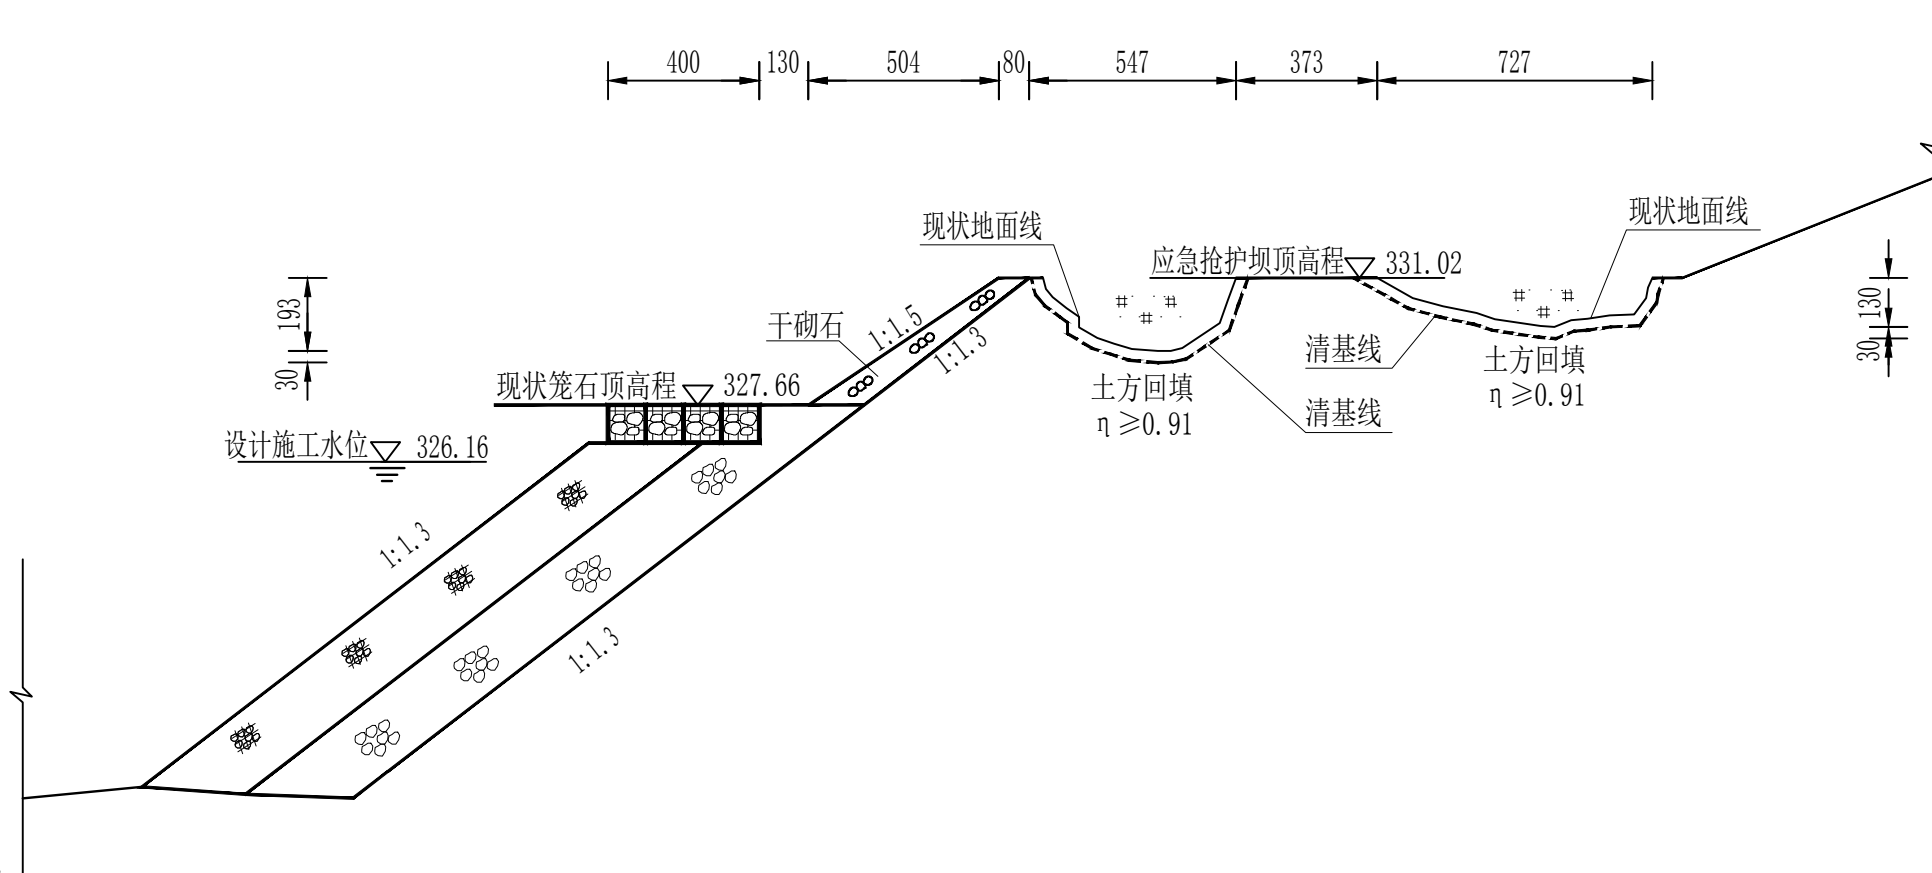 400 130 504 80 547 373 727
现状地面线
现状地面线
应急抢护坝顶高程 331.02
193
30
130
30
干砌石
1:1.5
1:1.3
清基线
土方回填
η≥0.91
土方回填
η≥0.91
清基线
现状笼石顶高程 327.66
设计施工水位 326.16
1:1.3
1:1.3